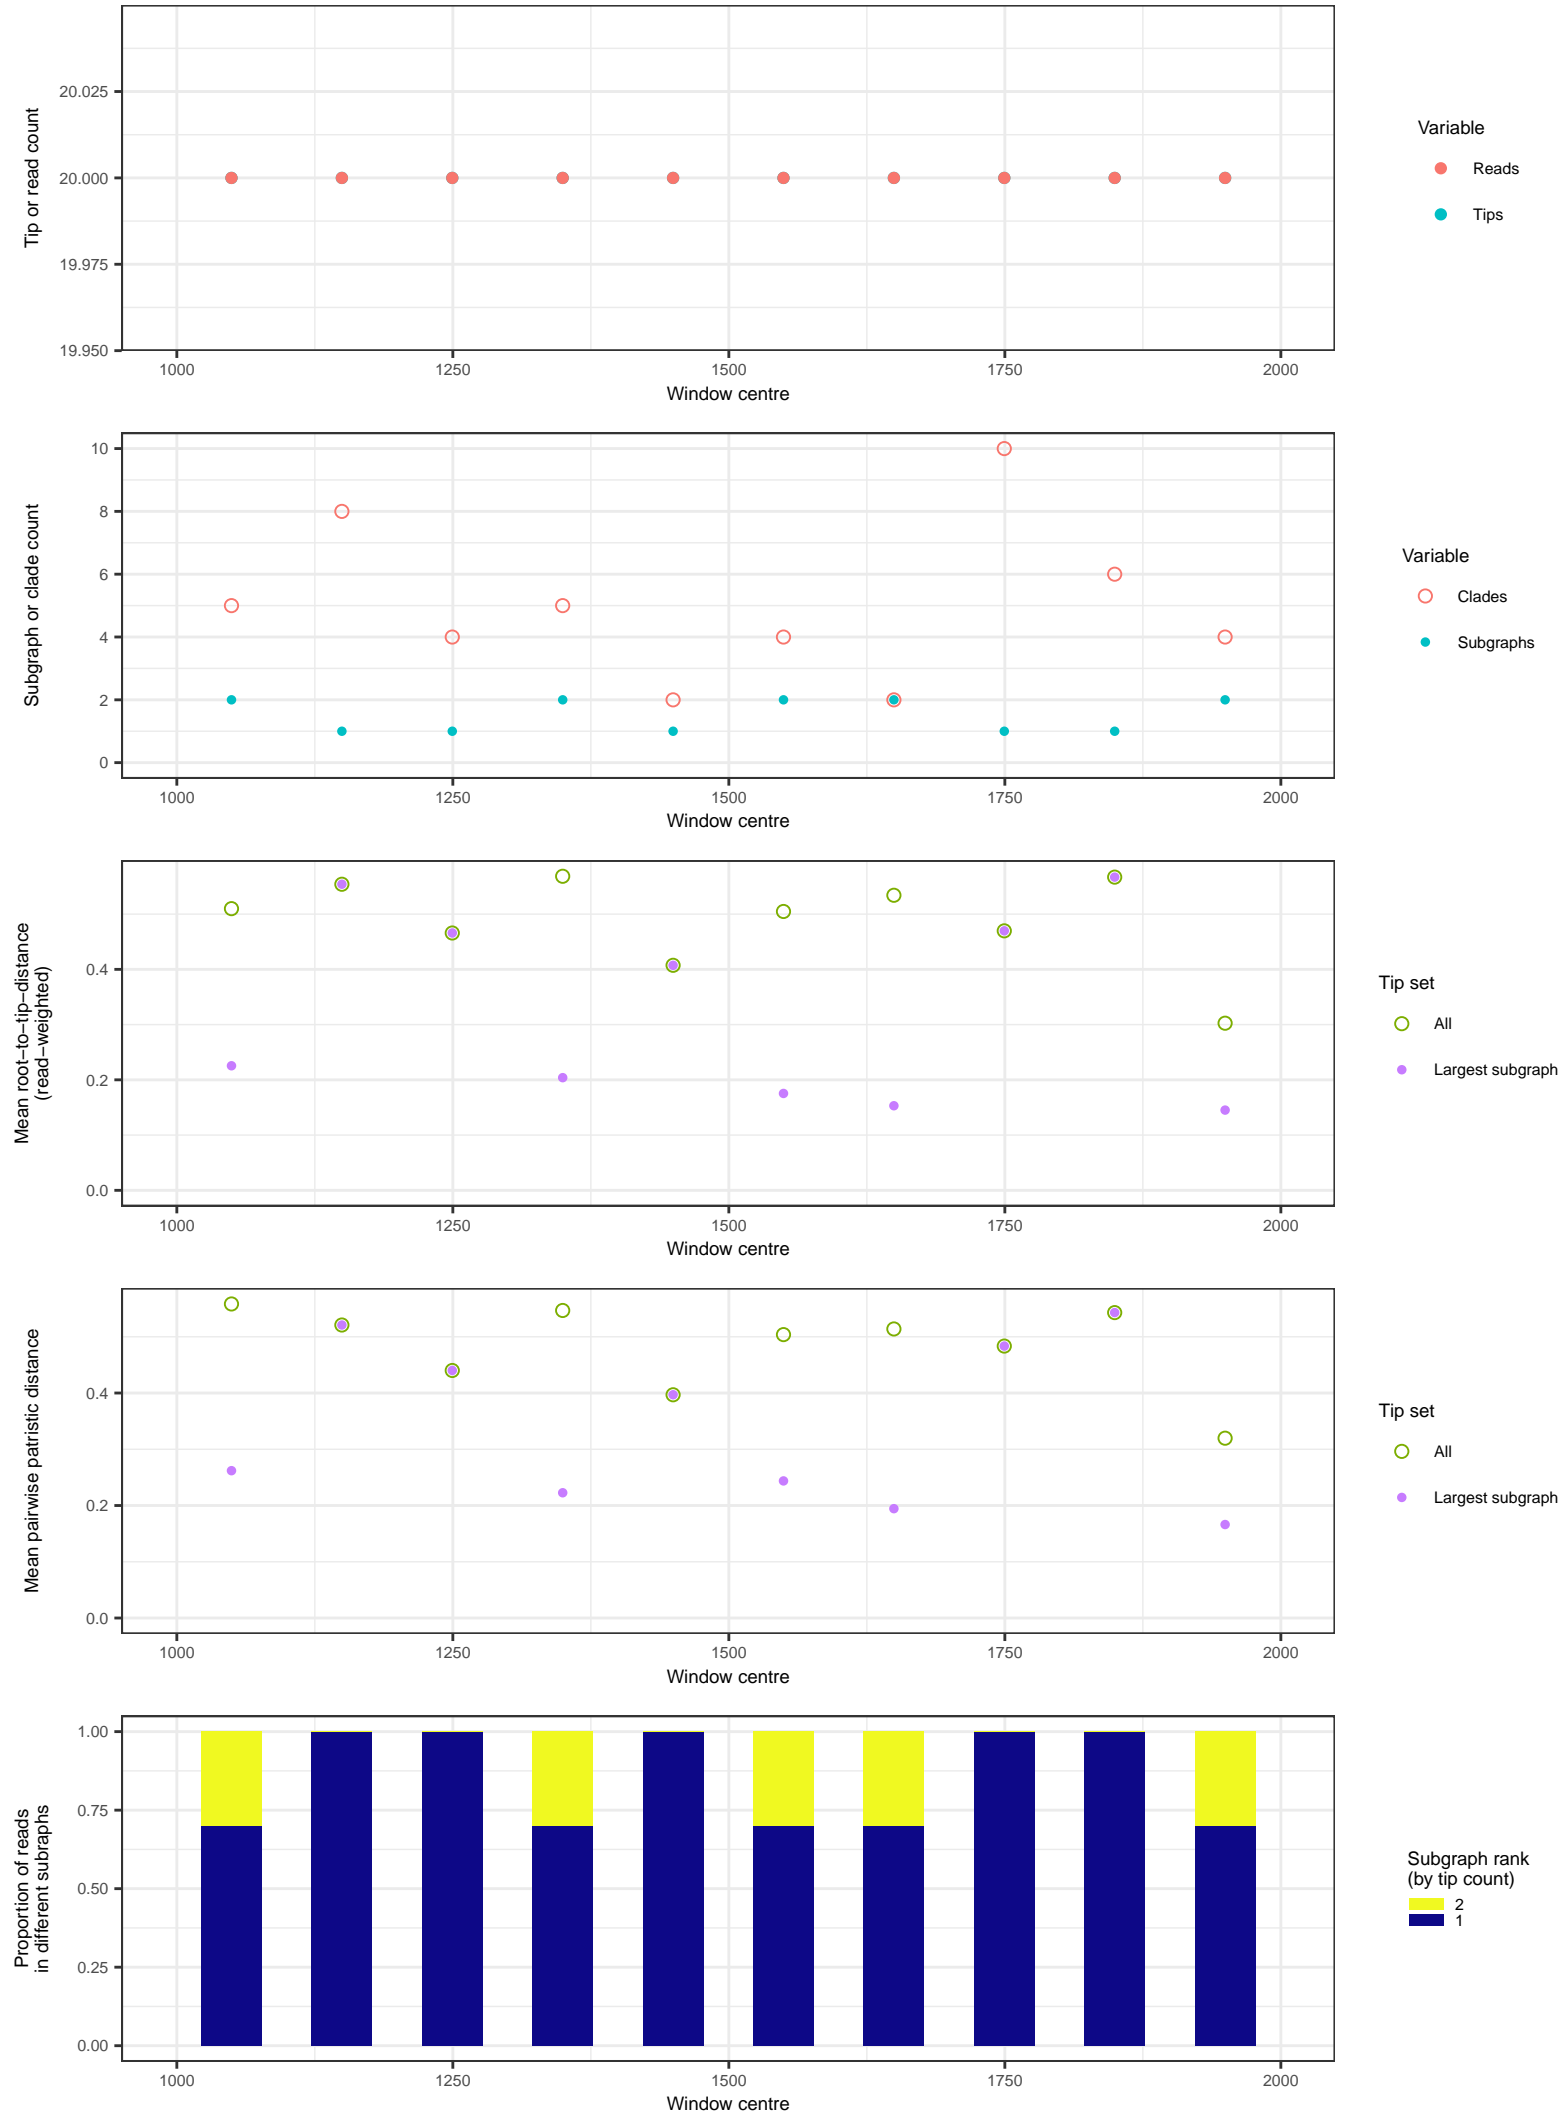 20.025
20.000
19.975
19.950
Tip or read count
1000 1250 1500 1750 2000
Window centre
Variable
Reads
Tips
10
8
6
4
2
0
Subgraph or clade count
1000 1250 1500 1750 2000
Window centre
Variable
Clades
Subgraphs
0.4
0.2
0.0
Mean root−to−tip−distance
(read−weighted)
1000 1250 1500 1750 2000
Window centre
Tip set
All
Largest subgraph
0.4
0.2
0.0
Mean pairwise patristic distance
1000 1250 1500 1750 2000
Window centre
Tip set
All
Largest subgraph
1.00
0.75
0.50
0.25
0.00
Proportion of reads
in different subraphs
1000 1250 1500 1750 2000
Window centre
Subgraph rank
(by tip count)
2
1